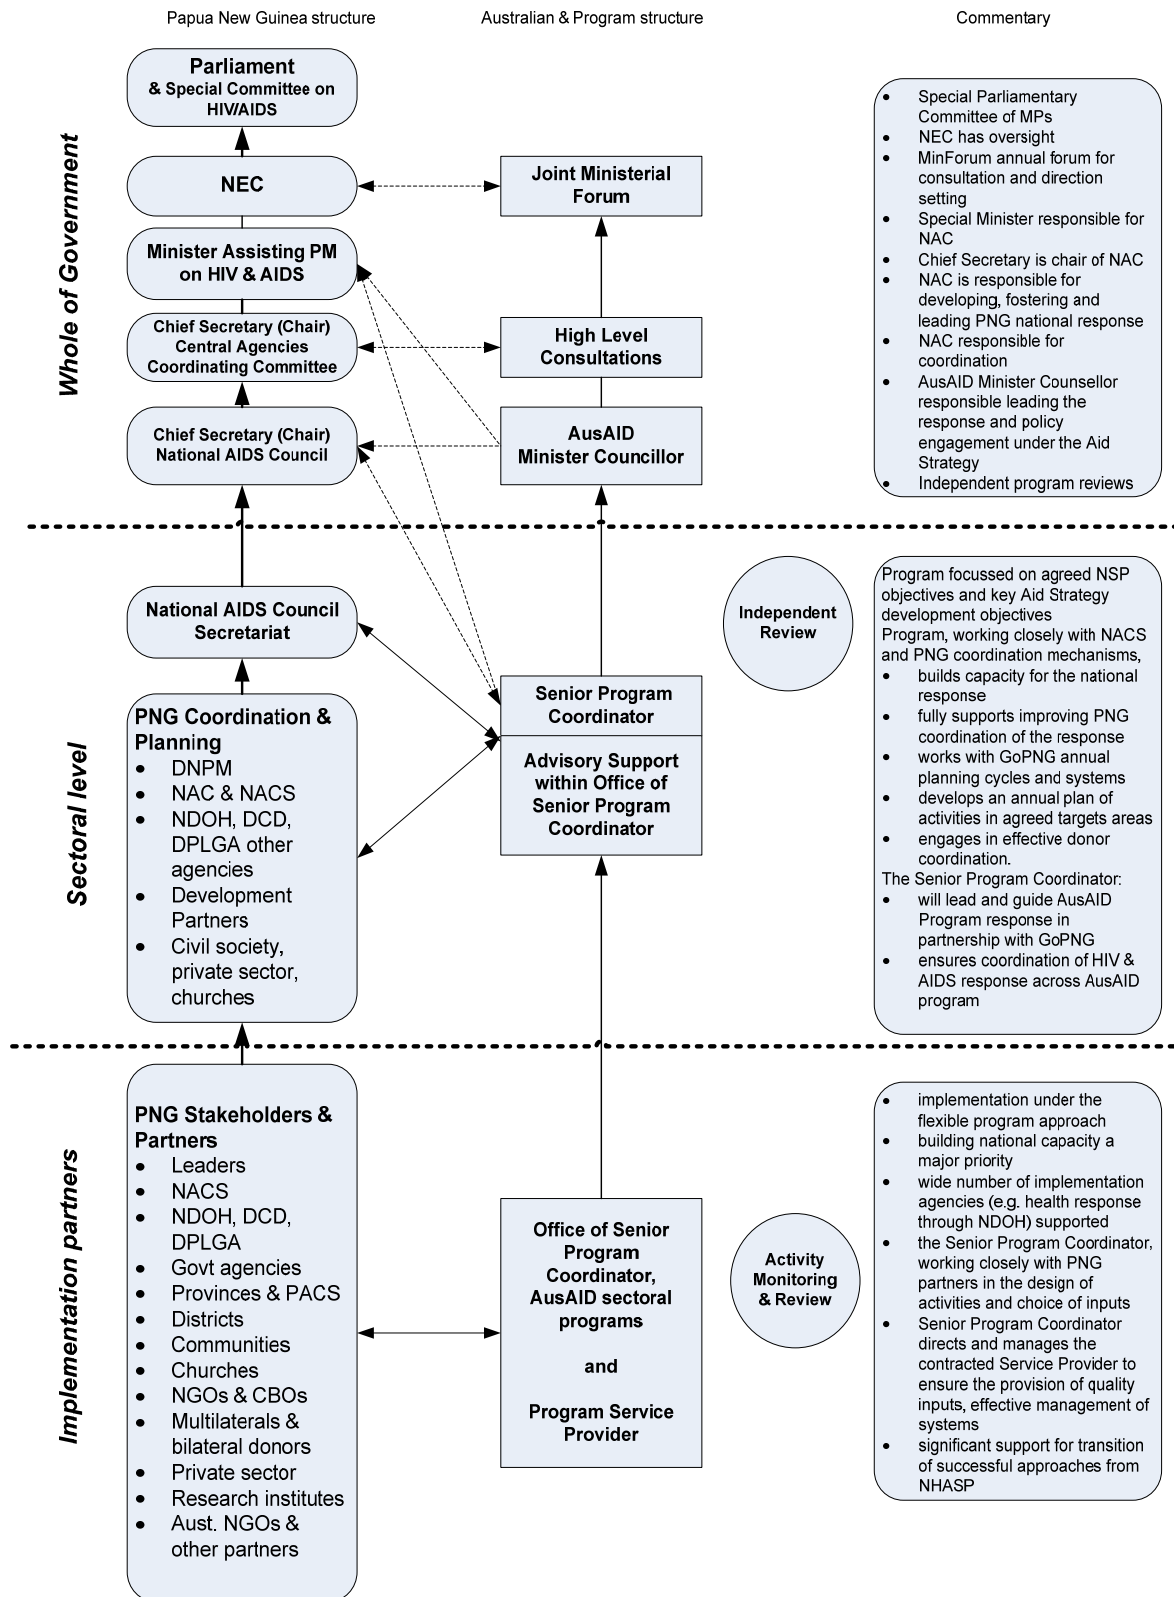 Papua New Guinea structure
Australian & Program structure
Commentary
Whole of Government
Parliament
& Special Committee on
HIV/AIDS
NEC
Minister Assisting PM
on HIV & AIDS
Chief Secretary (Chair)
Central Agencies
Coordinating Committee
Chief Secretary (Chair)
National AIDS Council
Joint Ministerial
Forum
High Level
Consultations
AusAID
Minister Councillor
• Special Parliamentary
Committee of MPs
• NEC has oversight
• MinForum annual forum for
consultation and direction
setting
• Special Minister responsible for
NAC
• Chief Secretary is chair of NAC
• NAC is responsible for
developing, fostering and
leading PNG national response
• NAC responsible for
coordination
• AusAID Minister Counsellor
responsible leading the
response and policy
engagement under the Aid
Strategy
• Independent program reviews
Sectoral level
National AIDS Council
Secretariat
PNG Coordination &
Planning
• DNPM
• NAC & NACS
• NDOH, DCD,
DPLGA other
agencies
• Development
Partners
• Civil society,
private sector,
churches
Senior Program
Coordinator
Advisory Support
within Office of
Senior Program
Coordinator
Independent
Review
Program focussed on agreed NSP
objectives and key Aid Strategy
development objectives
Program, working closely with NACS
and PNG coordination mechanisms,
• builds capacity for the national
response
• fully supports improving PNG
coordination of the response
• works with GoPNG annual
planning cycles and systems
• develops an annual plan of
activities in agreed targets areas
• engages in effective donor
coordination.
The Senior Program Coordinator:
• will lead and guide AusAID
Program response in
partnership with GoPNG
• ensures coordination of HIV &
AIDS response across AusAID
program
Implementation partners
PNG Stakeholders &
Partners
• Leaders
• NACS
• NDOH, DCD,
DPLGA
• Govt agencies
• Provinces & PACS
• Districts
• Communities
• Churches
• NGOs & CBOs
• Multilaterals &
bilateral donors
• Private sector
• Research institutes
• Aust. NGOs &
other partners
Office of Senior
Program
Coordinator,
AusAID sectoral
programs
and
Program Service
Provider
Activity
Monitoring
& Review
• implementation under the
flexible program approach
• building national capacity a
major priority
• wide number of implementation
agencies (e.g. health response
through NDOH) supported
• the Senior Program Coordinator,
working closely with PNG
partners in the design of
activities and choice of inputs
• Senior Program Coordinator
directs and manages the
contracted Service Provider to
ensure the provision of quality
inputs, effective management of
systems
• significant support for transition
of successful approaches from
NHASP